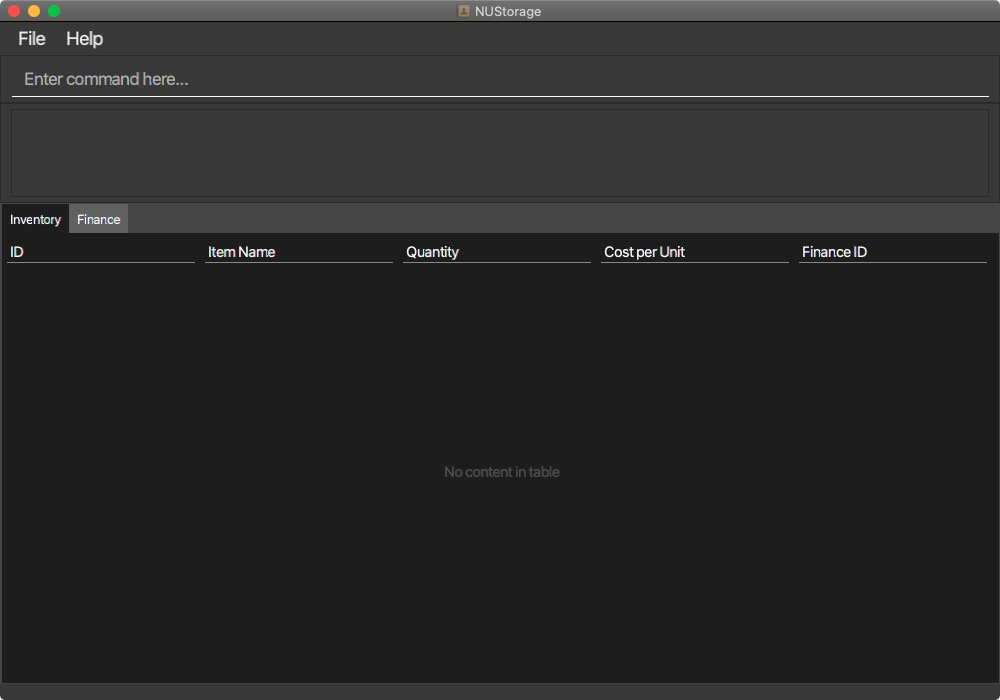 NUStorage
File Help
Enter command here...
Inventory Finance
ID Item Name Quantity Cost per Unit Finance ID
No content in table